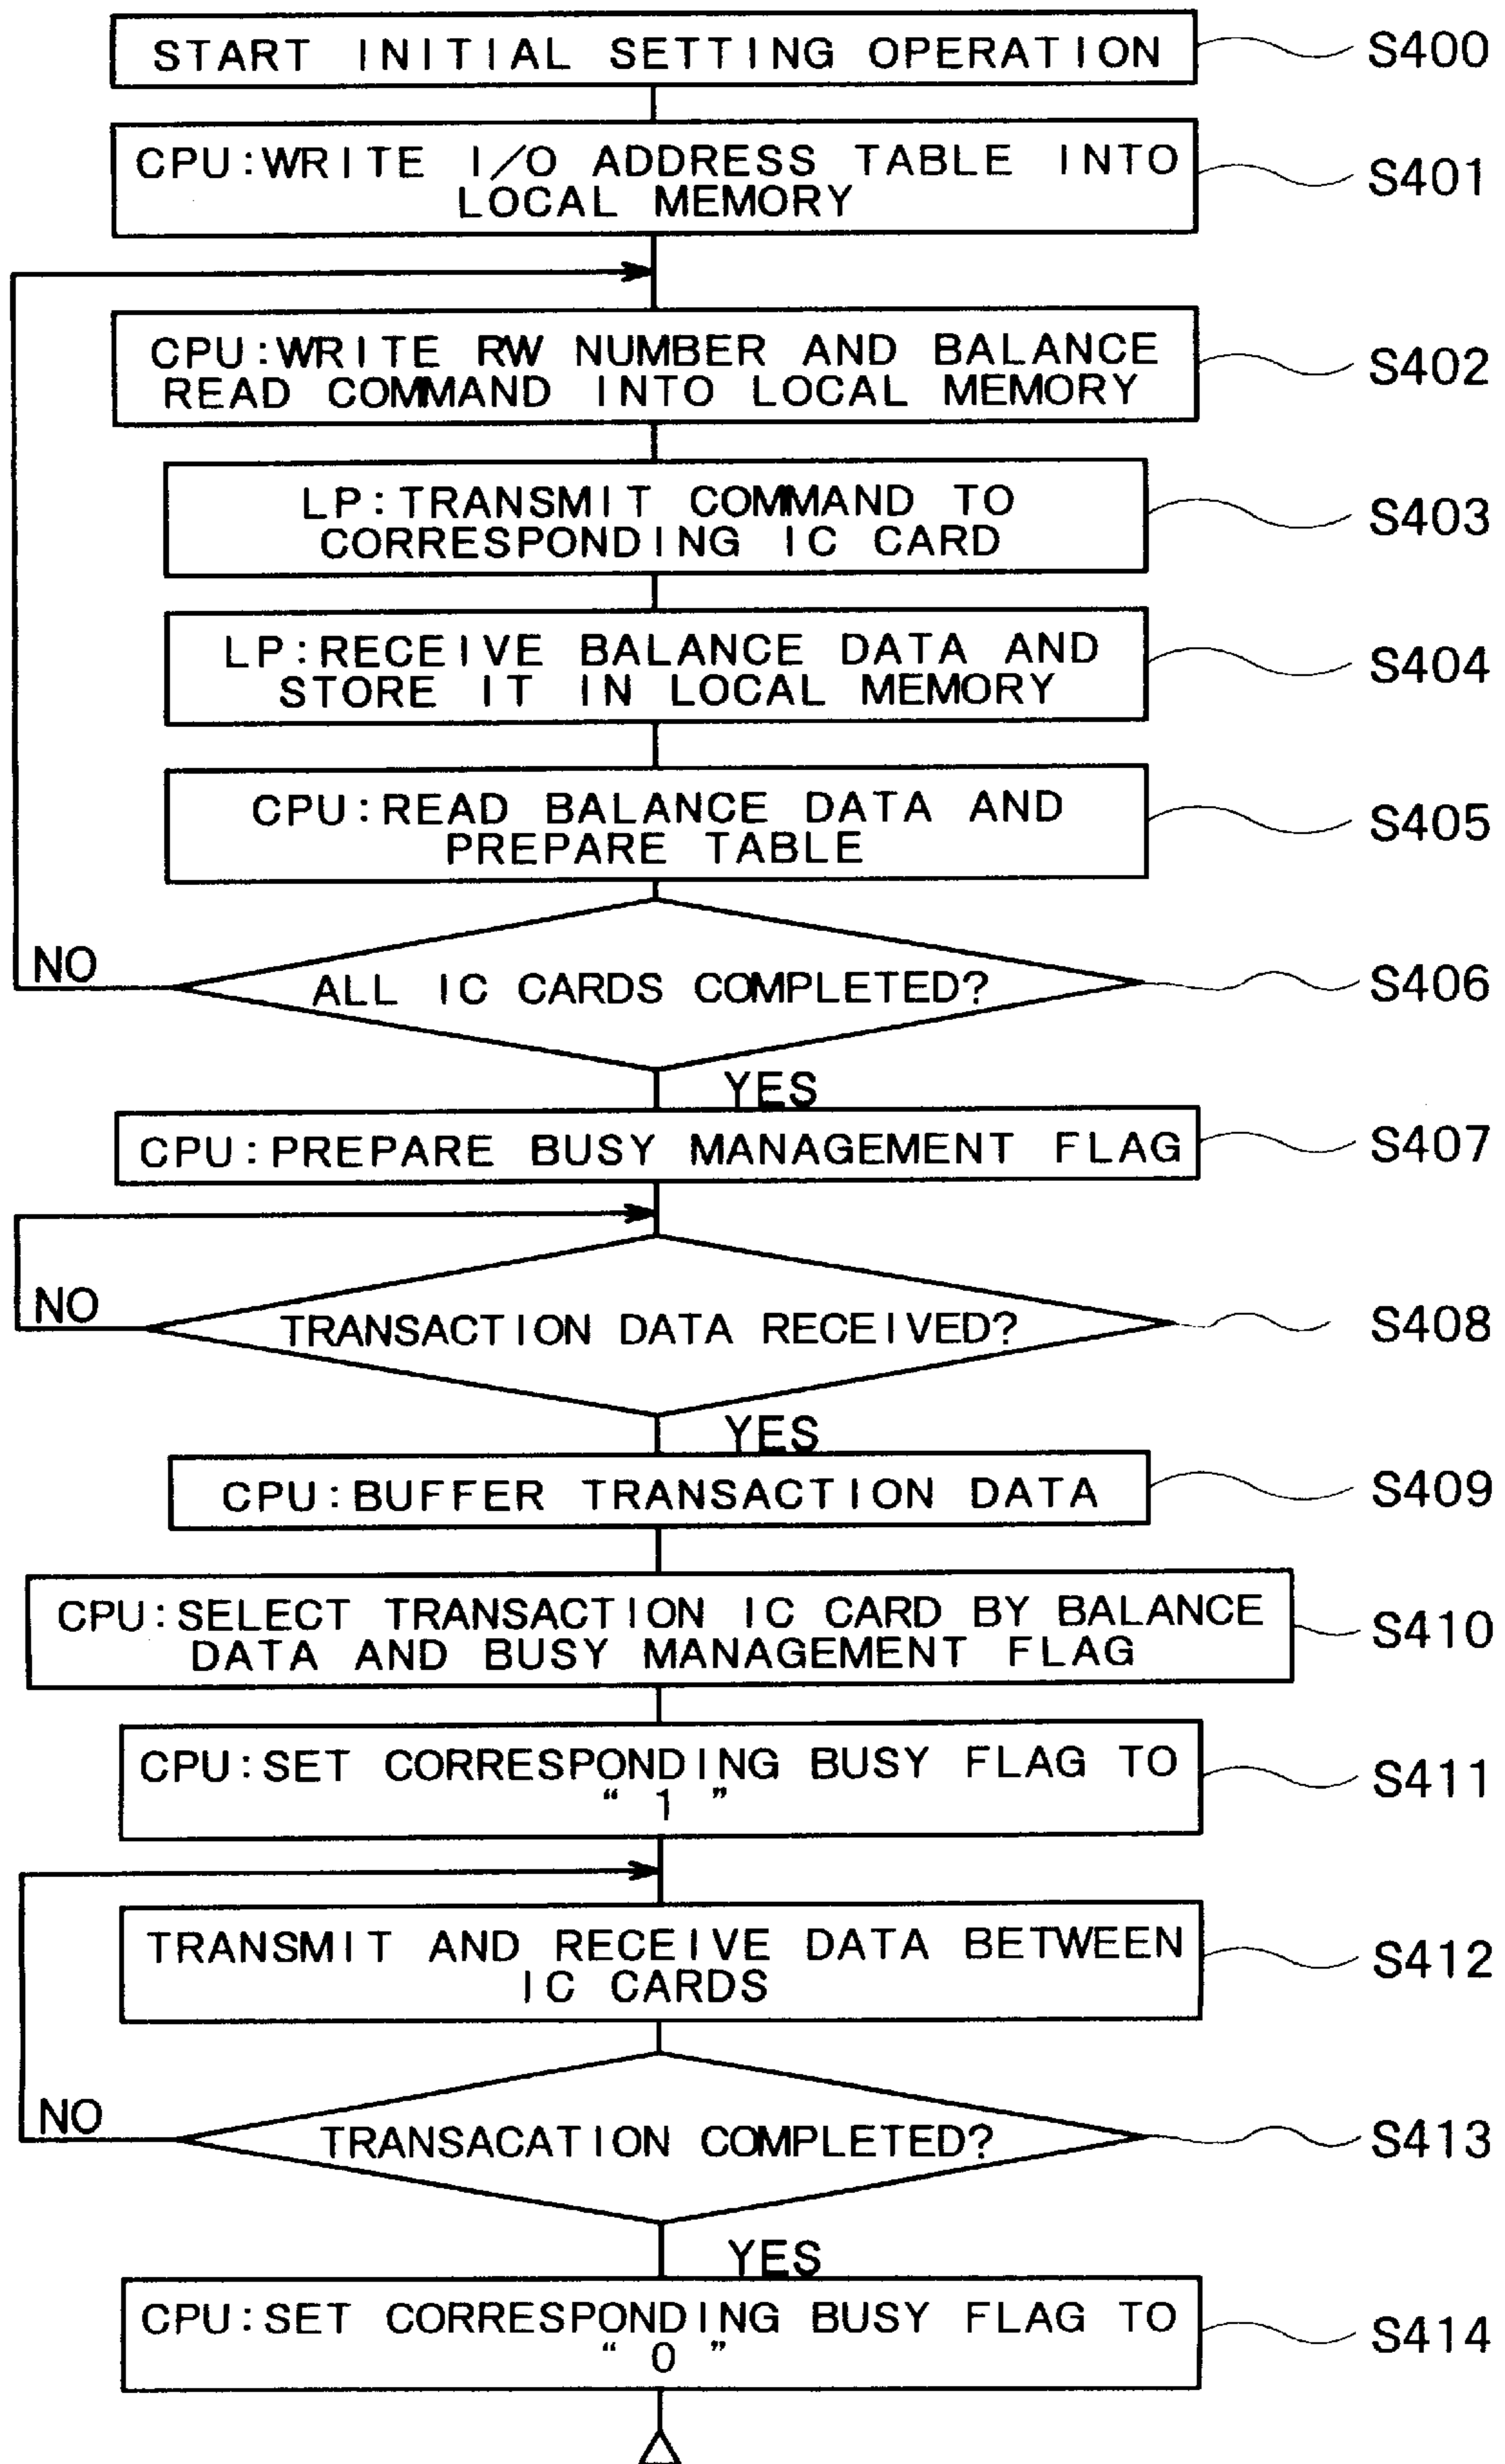 START INITIAL SETTING OPERATION
S400
CPU:WRITE I/O ADDRESS TABLE INTO
LOCAL MEMORY
S401
CPU:WRITE RW NUMBER AND BALANCE
READ COMMAND INTO LOCAL MEMORY
S402
LP:TRANSMIT COMMAND TO
CORRESPONDING IC CARD
S403
LP:RECEIVE BALANCE DATA AND
STORE IT IN LOCAL MEMORY
S404
CPU:READ BALANCE DATA AND
PREPARE TABLE
S405
NO
ALL IC CARDS COMPLETED?
S406
YES
CPU:PREPARE BUSY MANAGEMENT FLAG
S407
NO
TRANSACTION DATA RECEIVED?
S408
YES
CPU:BUFFER TRANSACTION DATA
S409
CPU:SELECT TRANSACTION IC CARD BY BALANCE
DATA AND BUSY MANAGEMENT FLAG
S410
CPU:SET CORRESPONDING BUSY FLAG TO
“ 1 ”
S411
TRANSMIT AND RECEIVE DATA BETWEEN
IC CARDS
S412
NO
TRANSACATION COMPLETED?
S413
YES
CPU:SET CORRESPONDING BUSY FLAG TO
“ 0 ”
S414